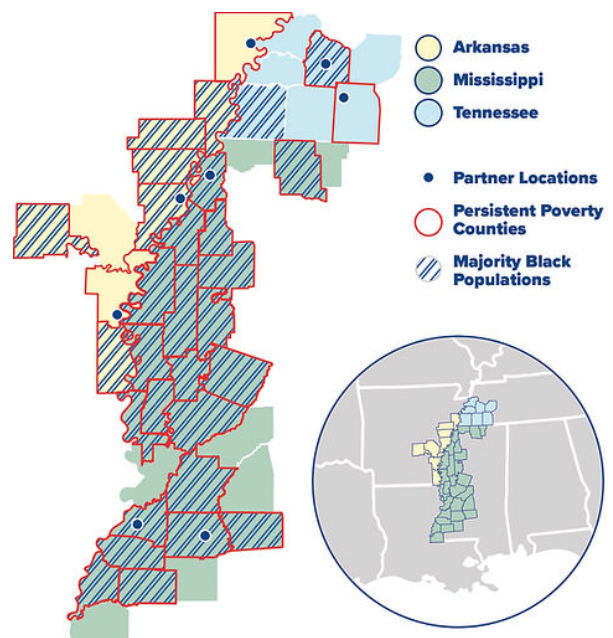 Arkansas
Mississippi
Tennessee
Partner Locations
Persistent Poverty
Counties
Majority Black
Populations